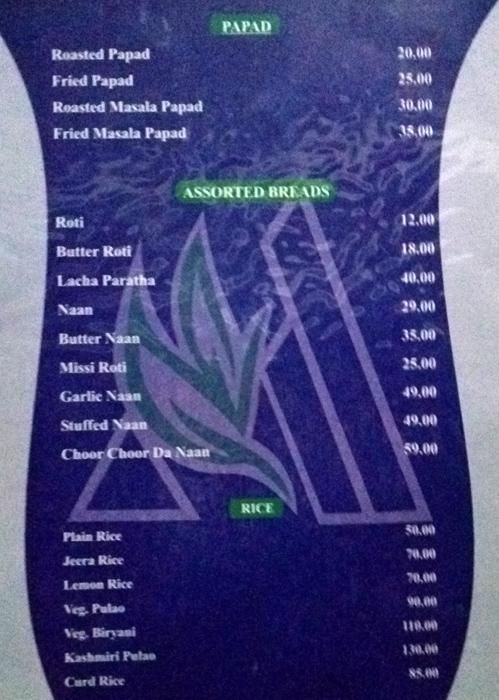 PAPAD
Roasted Papad 20.00
Fried Papad 25.00
Roasted Masala Papad 30.00
Fried Masala Papad 35.00
ASSORTED BREADS
Roti 12.00
Butter Roti 18.00
Lacha Paratha 40.00
Naan 29.00
Butter Naan 35.00
Missi Roti 25.00
Garlic Naan 49.00
Stuffed Naan 49.00
Choor Choor Da Naan 59.00
RICE
Plain Rice 50.00
Jeera Rice 70.00
Lemon Rice 70.00
Veg. Pulao 90.00
Veg. Biryani 110.00
Kashmiri Pulao 130.00
Curd Rice 85.00